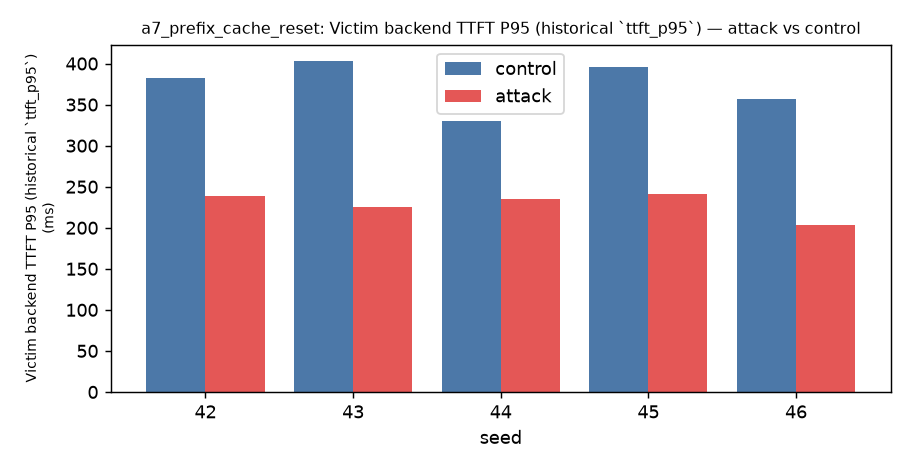 a7_prefix_cache_reset: Victim backend TTFT P95 (historical `ttft_p95`) — attack vs control
Victim backend TTFT P95 (historical `ttft_p95`)
(ms)
400
350
300
250
200
150
100
50
0
control
attack
42
43
44
45
46
seed